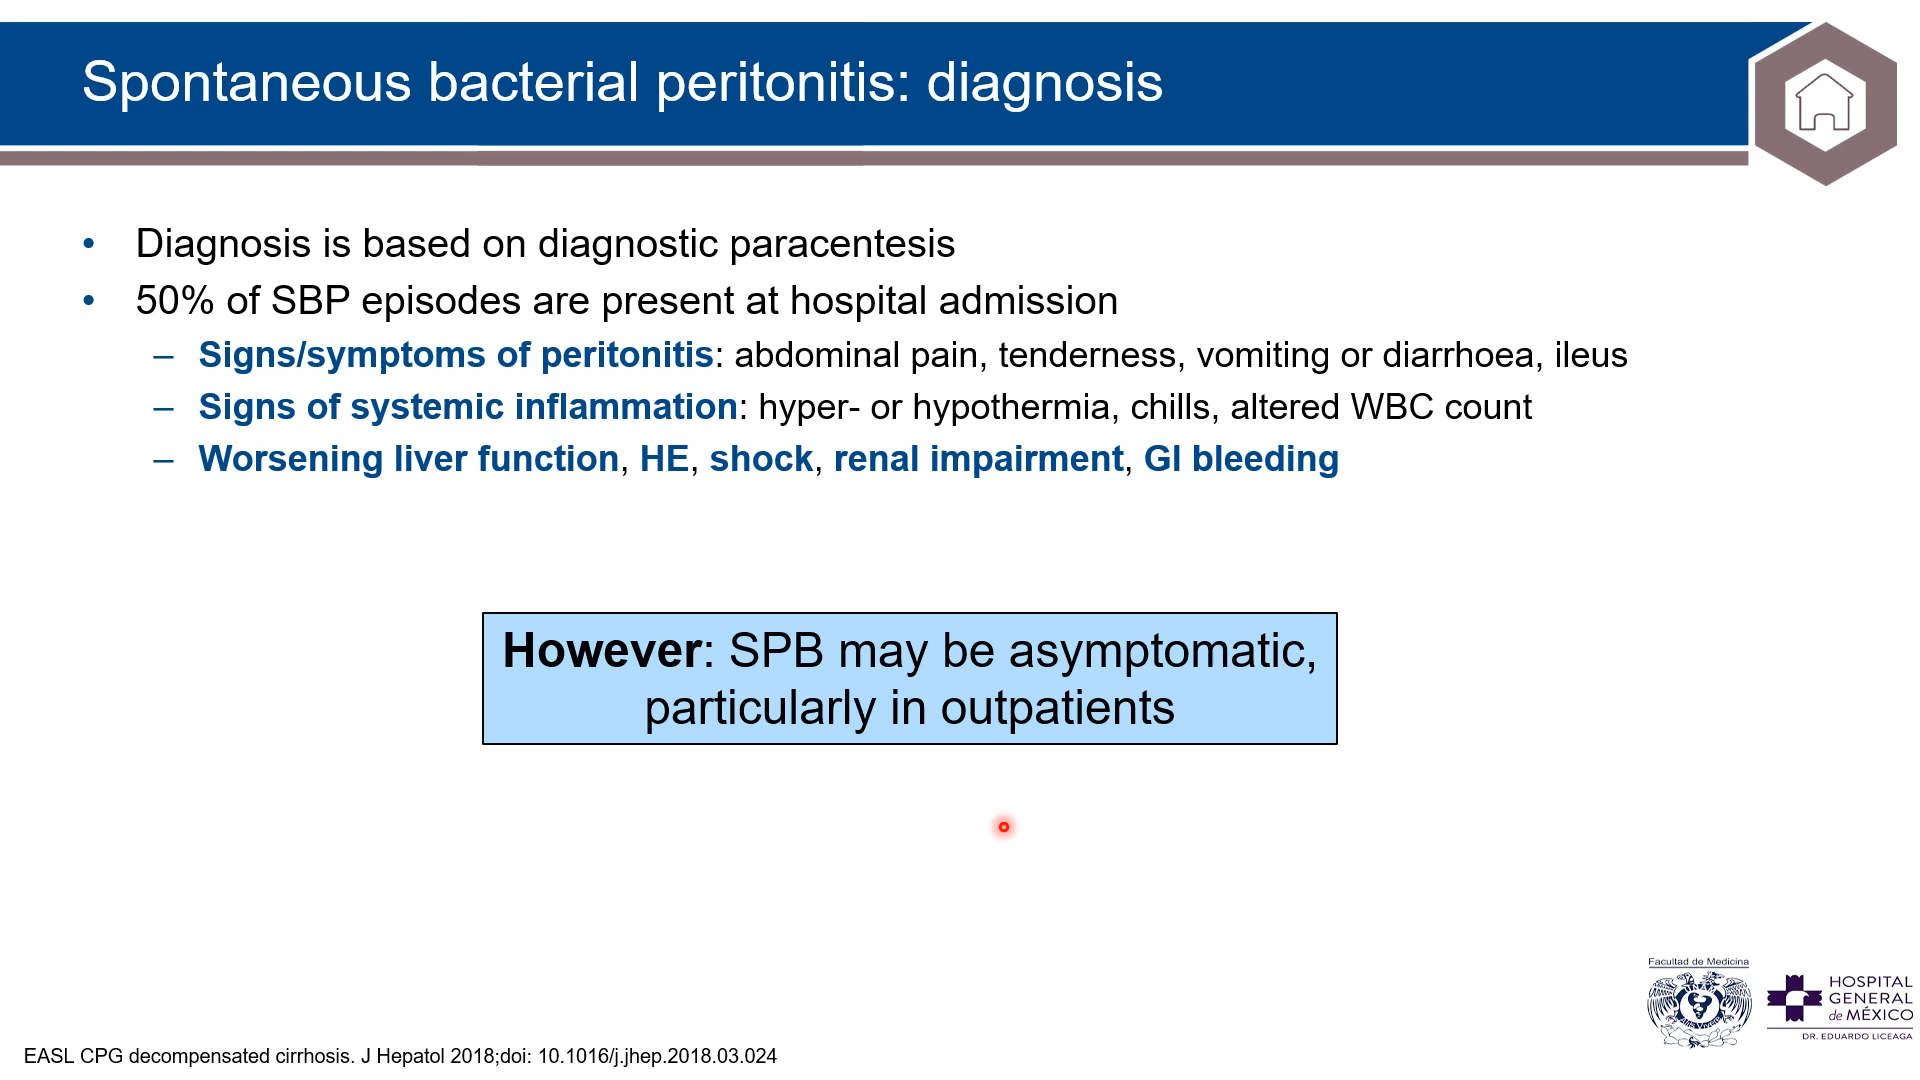 Spontaneous bacterial peritonitis: diagnosis
• Diagnosis is based on diagnostic paracentesis
• 50% of SBP episodes are present at hospital admission
– Signs/symptoms of peritonitis: abdominal pain, tenderness, vomiting or diarrhoea, ileus
– Signs of systemic inflammation: hyper- or hypothermia, chills, altered WBC count
– Worsening liver function, HE, shock, renal impairment, GI bleeding
However: SPB may be asymptomatic,
particularly in outpatients
Facultad de Medicina
HOSPITAL
GENERAL
de MÉXICO
DR. EDUARDO LICEAGA
EASL CPG decompensated cirrhosis. J Hepatol 2018;doi: 10.1016/j.jhep.2018.03.024